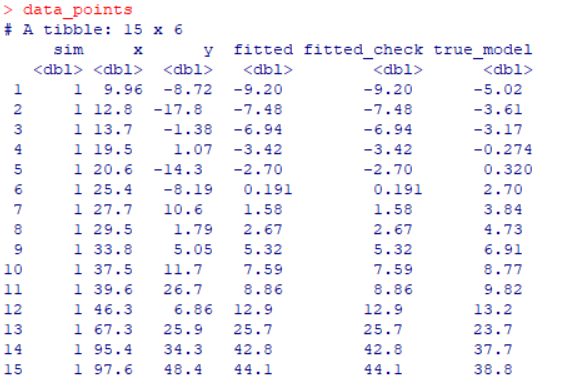 > data_points
# A tibble: 15 x 6
sim x y fitted fitted_check true_model
<dbl> <dbl> <dbl> <dbl> <dbl> <dbl>
1 1 9.96 -8.72 -9.20 -9.20 -5.02
2 1 12.8 -17.8 -7.48 -7.48 -3.61
3 1 13.7 -1.38 -6.94 -6.94 -3.17
4 1 19.5 1.07 -3.42 -3.42 -0.274
5 1 20.6 -14.3 -2.70 -2.70 0.320
6 1 25.4 -8.19 0.191 0.191 2.70
7 1 27.7 10.6 1.58 1.58 3.84
8 1 29.5 1.79 2.67 2.67 4.73
9 1 33.8 5.05 5.32 5.32 6.91
10 1 37.5 11.7 7.59 7.59 8.77
11 1 39.6 26.7 8.86 8.86 9.82
12 1 46.3 6.86 12.9 12.9 13.2
13 1 67.3 25.9 25.7 25.7 23.7
14 1 95.4 34.3 42.8 42.8 37.7
15 1 97.6 48.4 44.1 44.1 38.8